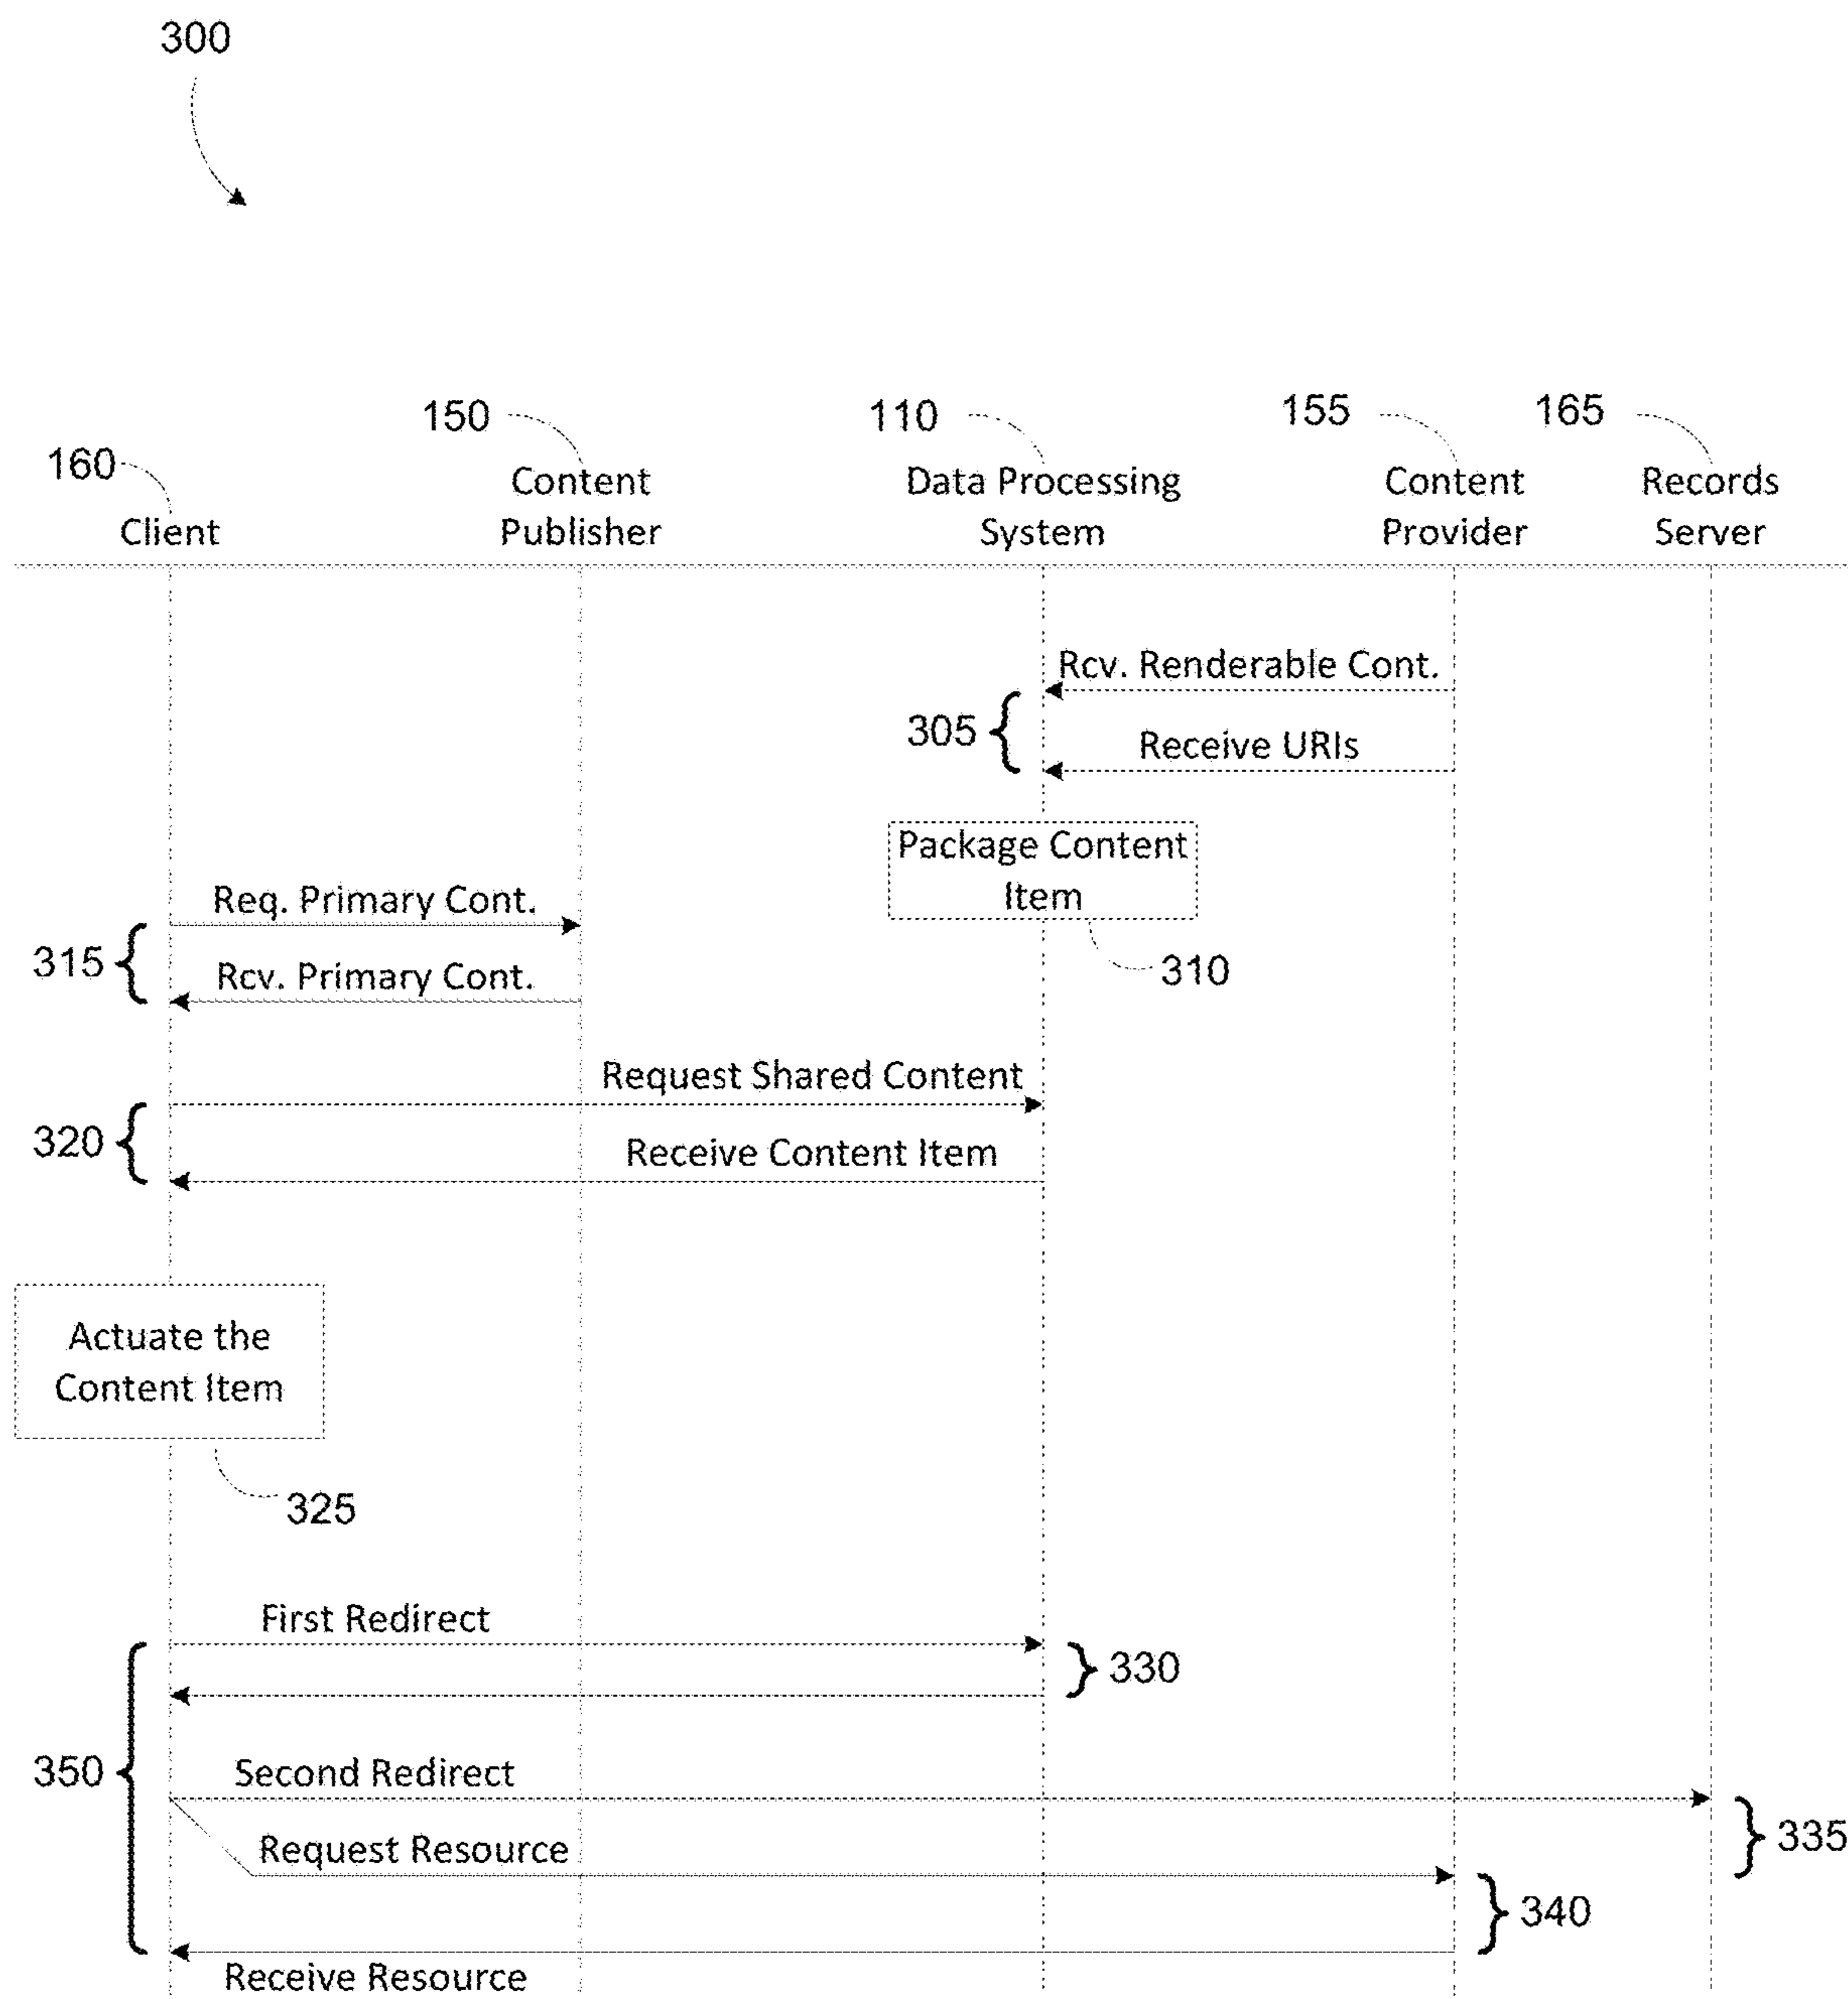 300
150
110
155
165
160
Content
Data Processing
Content
Records
Client
Publisher
System
Provider
Server
Rcv. Renderable Cont.
305
Receive URIs
Package Content
Item
310
Req. Primary Cont.
315
Rcv. Primary Cont.
Request Shared Content
320
Receive Content Item
Actuate the
Content Item
325
First Redirect
330
350
Second Redirect
335
Request Resource
340
Receive Resource